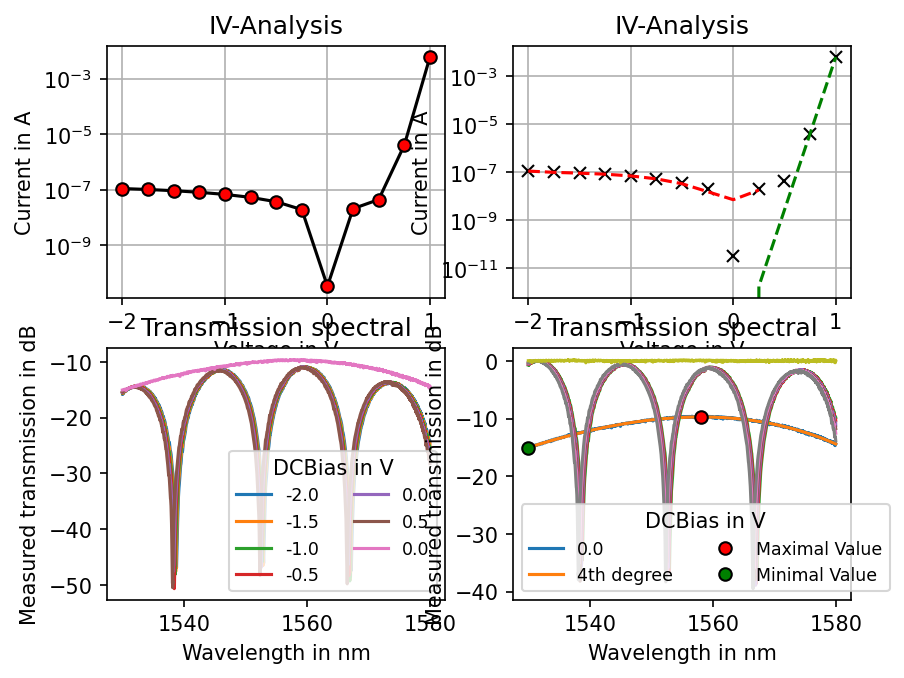 IV-Analysis
IV-Analysis
Current in A
10⁻³
10⁻⁵
10⁻⁷
10⁻⁹
−2
−1
0
1
Voltage in V
Current in A
10⁻³
10⁻⁵
10⁻⁷
10⁻⁹
10⁻¹¹
−2
−1
0
1
Voltage in V
Transmission spectral
Measured transmission in dB
−10
−20
−30
−40
−50
DCBias in V
-2.0
-1.5
-1.0
-0.5
0.0
0.5
0.0
1540
1560
1580
Wavelength in nm
Transmission spectral
Measured transmission in dB
0
−10
−20
−30
−40
DCBias in V
0.0
4th degree
Maximal Value
Minimal Value
1540
1560
1580
Wavelength in nm